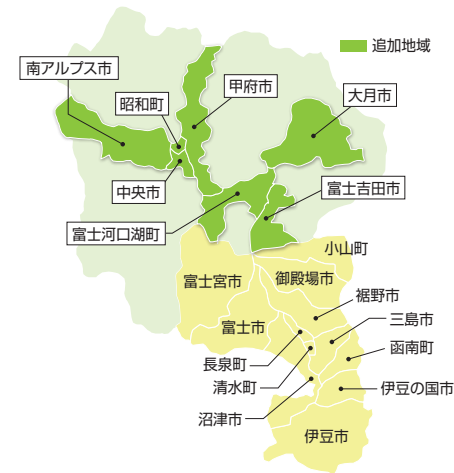 追加地域
南アルプス市
甲府市
昭和町
大月市
中央市
富士吉田市
富士河口湖町
小山町
富士宮市
御殿場市
裾野市
富士市
三島市
長泉町
函南町
清水町
伊豆の国市
沼津市
伊豆市